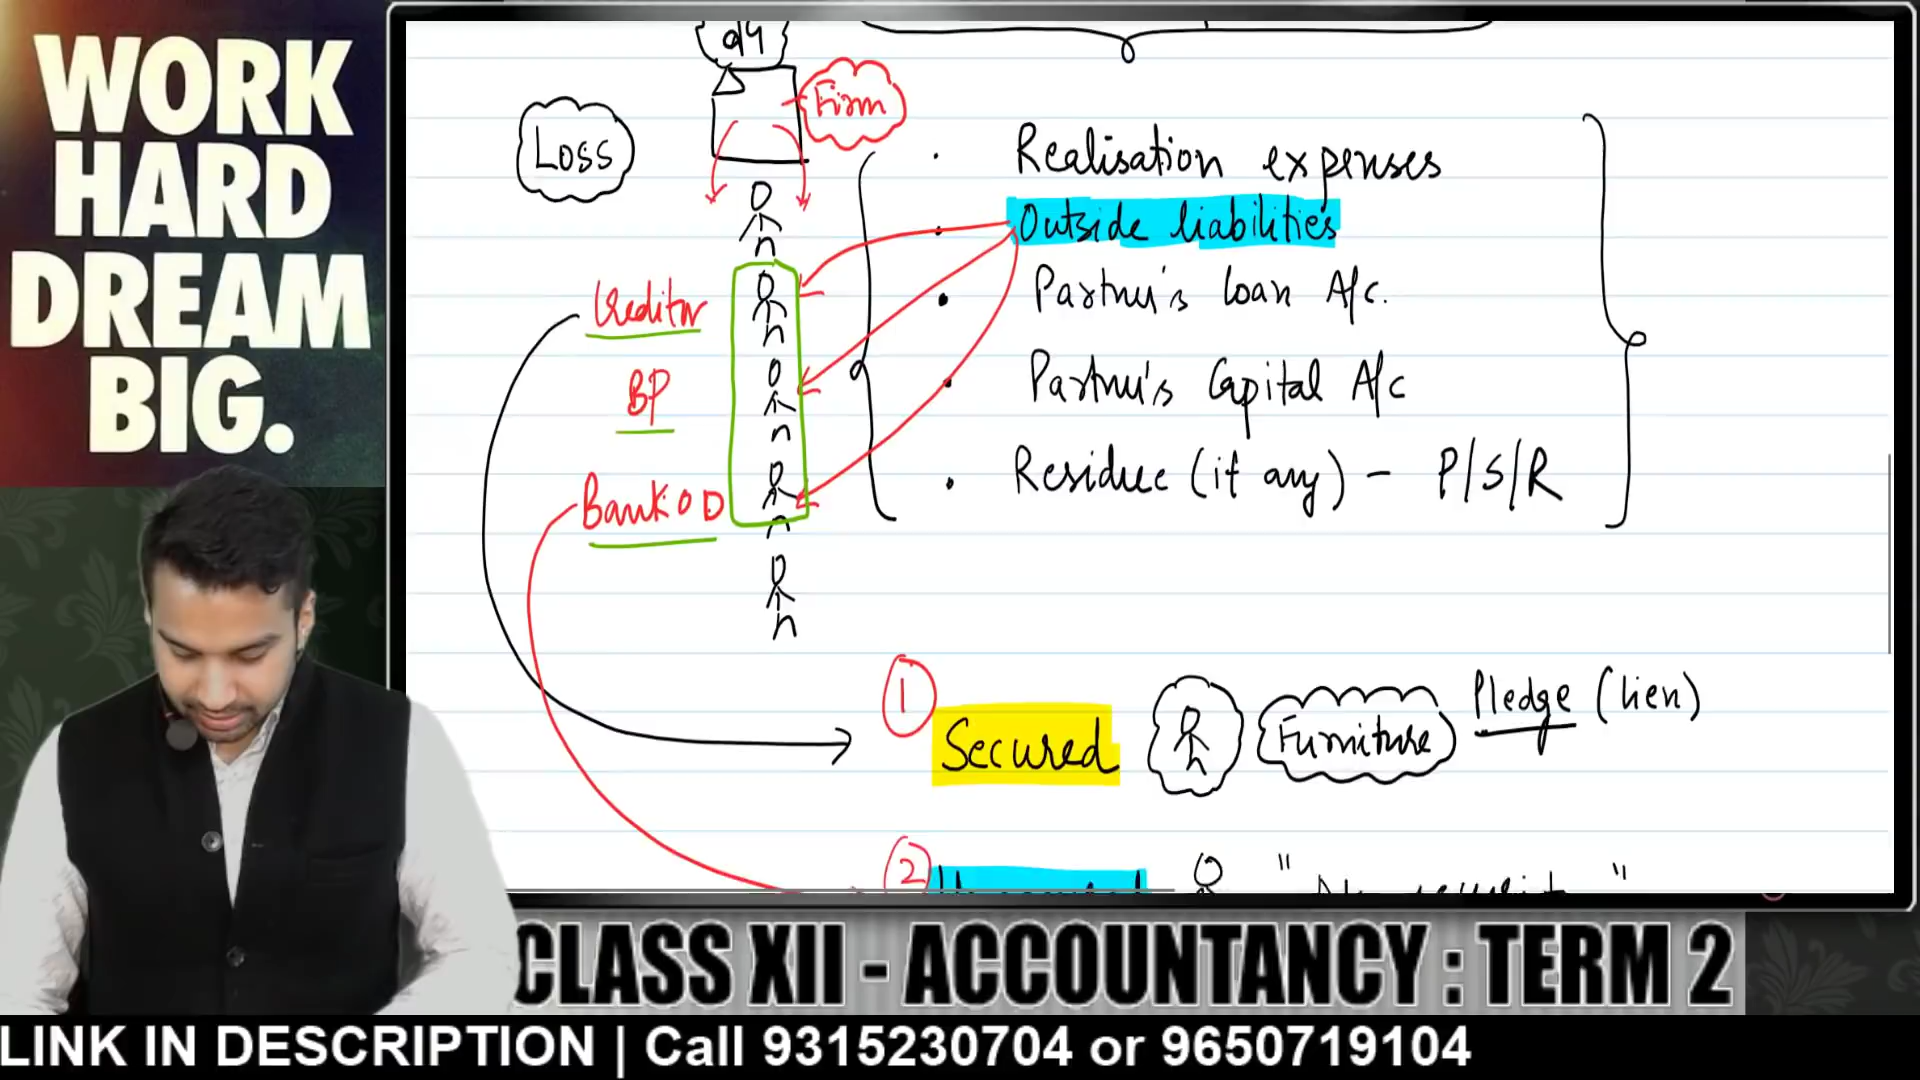 WORK
HARD
DREAM
BIG.
Firm
Loss
Realisation expenses
Outside liabilities
Creditor
Partner's loan A/c.
BP
Partner's Capital A/c
Bank OD
Residue (if any) - P/S/R
1
Secured
Furniture
Pledge (lien)
2
CLASS XII - ACCOUNTANCY : TERM 2
LINK IN DESCRIPTION | Call 9315230704 or 9650719104